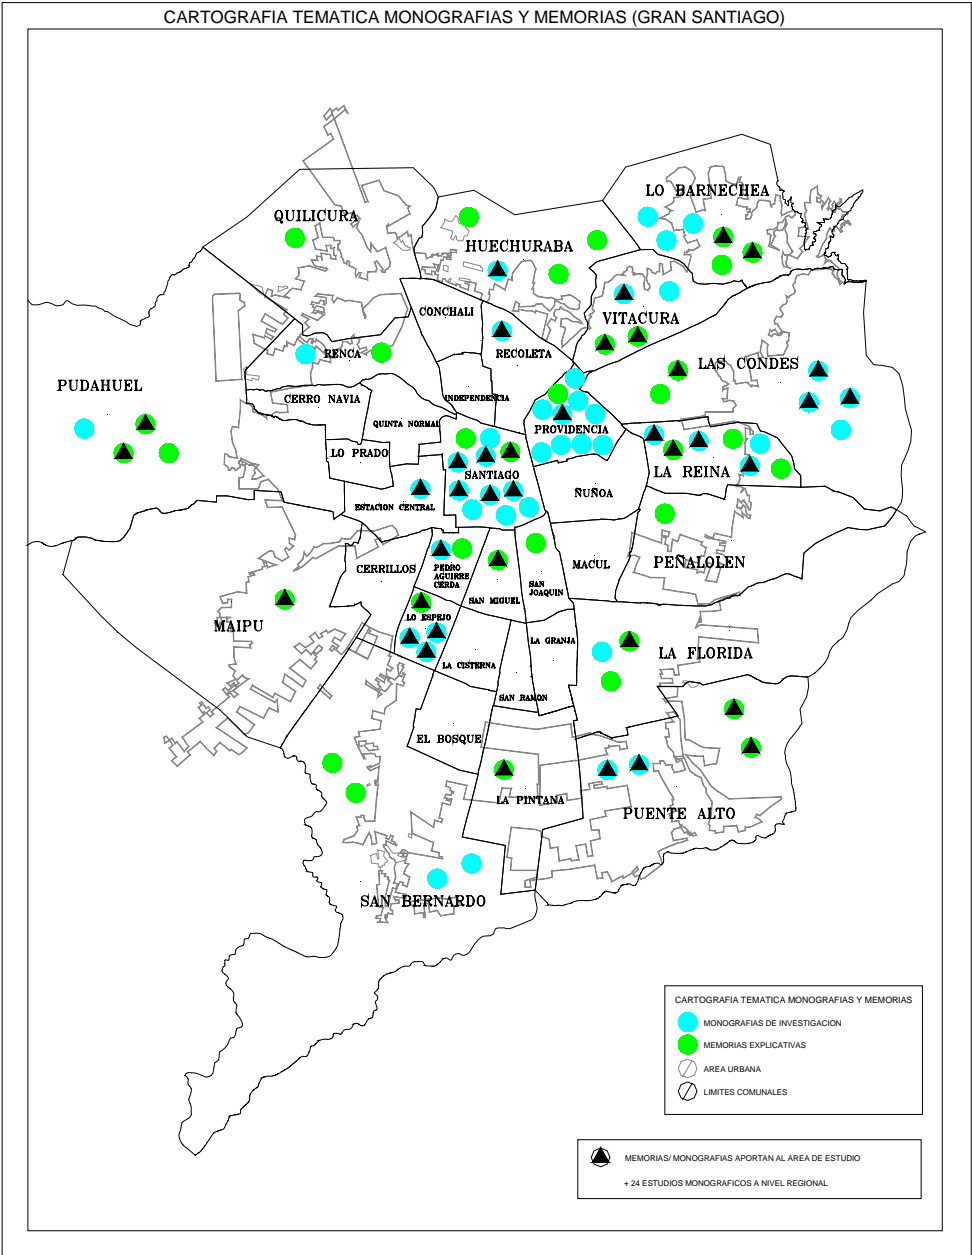 CARTOGRAFIA TEMATICA MONOGRAFIAS Y MEMORIAS (GRAN SANTIAGO)
LO BARNECHEA
QUILICURA
HUECHURABA
CONCHALI
VITACURA
RENCA
RECOLETA
LAS CONDES
PUDAHUEL
CERRO NAVIA
INDEPENDENCIA
QUINTA NORMAL
PROVIDENCIA
LO PRADO
SANTIAGO
LA REINA
ÑUÑOA
ESTACION CENTRAL
CERRILLOS
PEDRO
AGUIRRE
CERDA
SAN
JOAQUIN
MACUL
PEÑALOLEN
SAN MIGUEL
LO ESPEJO
MAIPU
LA GRANJA
LA FLORIDA
LA CISTERNA
SAN RAMON
EL BOSQUE
LA PINTANA
PUENTE ALTO
SAN BERNARDO
CARTOGRAFIA TEMATICA MONOGRAFIAS Y MEMORIAS
MONOGRAFIAS DE INVESTIGACION
MEMORIAS EXPLICATIVAS
AREA URBANA
LIMITES COMUNALES
MEMORIAS/ MONOGRAFIAS APORTAN AL AREA DE ESTUDIO
+ 24 ESTUDIOS MONOGRAFICOS A NIVEL REGIONAL